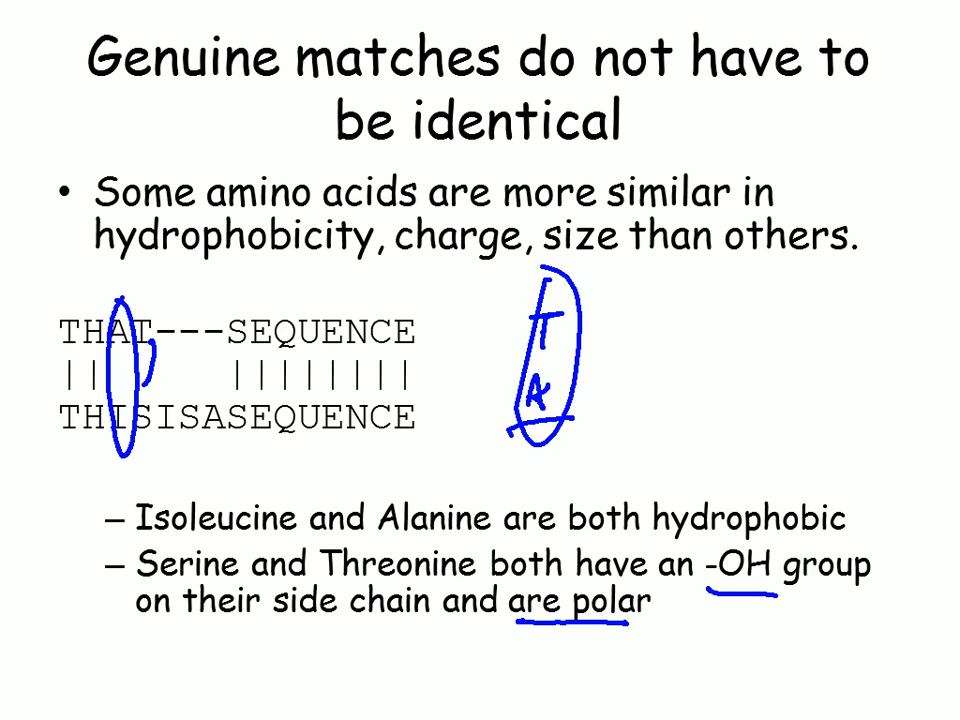 Genuine matches do not have to
be identical
• Some amino acids are more similar in
hydrophobicity, charge, size than others.
THAT---SEQUENCE
||     ||||||||
THISISASEQUENCE
T
A
– Isoleucine and Alanine are both hydrophobic
– Serine and Threonine both have an -OH group
on their side chain and are polar